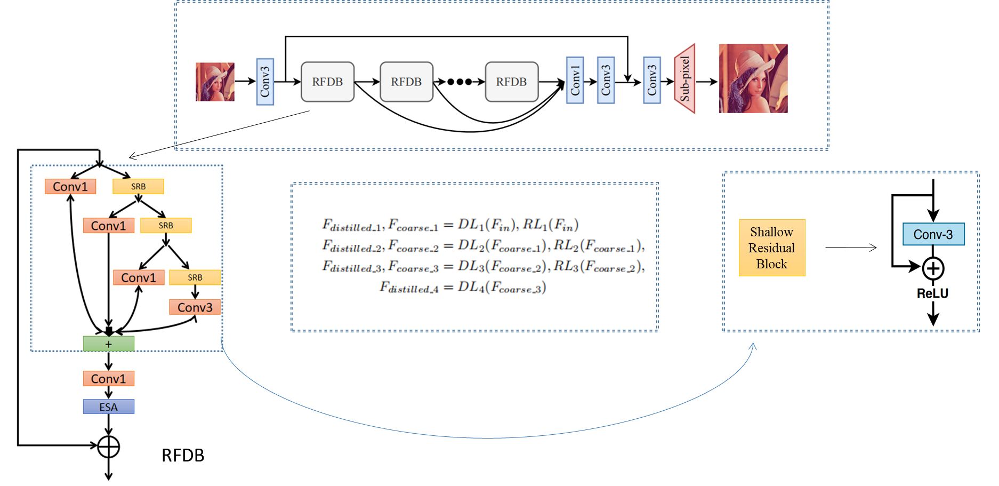 Conv3
RFDB
RFDB
RFDB
Conv1
Conv3
Conv3
Sub-pixel
Conv1
SRB
Conv1
SRB
Conv1
SRB
Conv3
+
Conv1
ESA
RFDB
F_{distilled_1}, F_{coarse_1} = DL_1(F_{in}), RL_1(F_{in})
F_{distilled_2}, F_{coarse_2} = DL_2(F_{coarse_1}), RL_2(F_{coarse_1}),
F_{distilled_3}, F_{coarse_3} = DL_3(F_{coarse_2}), RL_3(F_{coarse_2}),
F_{distilled_4} = DL_4(F_{coarse_3})
Shallow
Residual
Block
Conv-3
ReLU